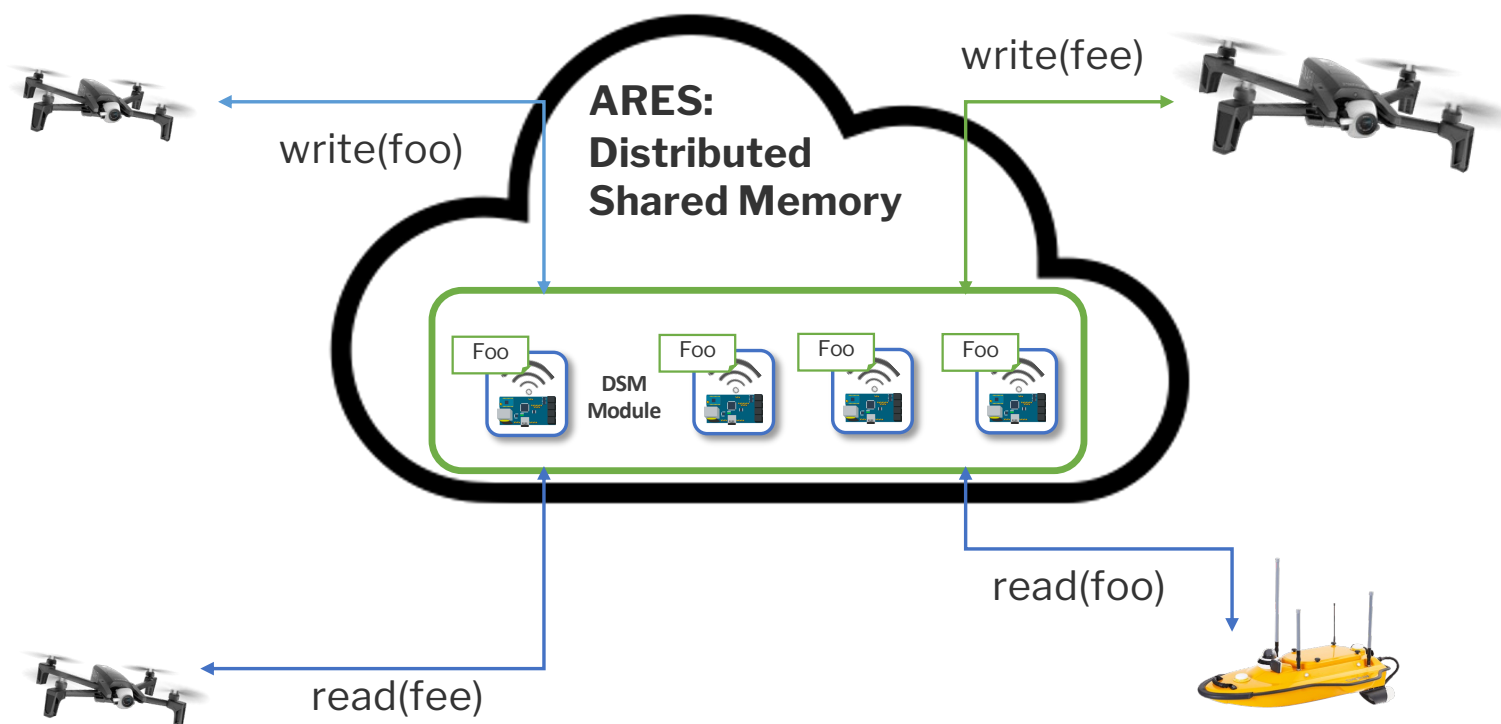 write(fee)
ARES:
Distributed
Shared Memory
write(foo)
Foo
Foo
Foo
Foo
DSM
Module
read(foo)
read(fee)